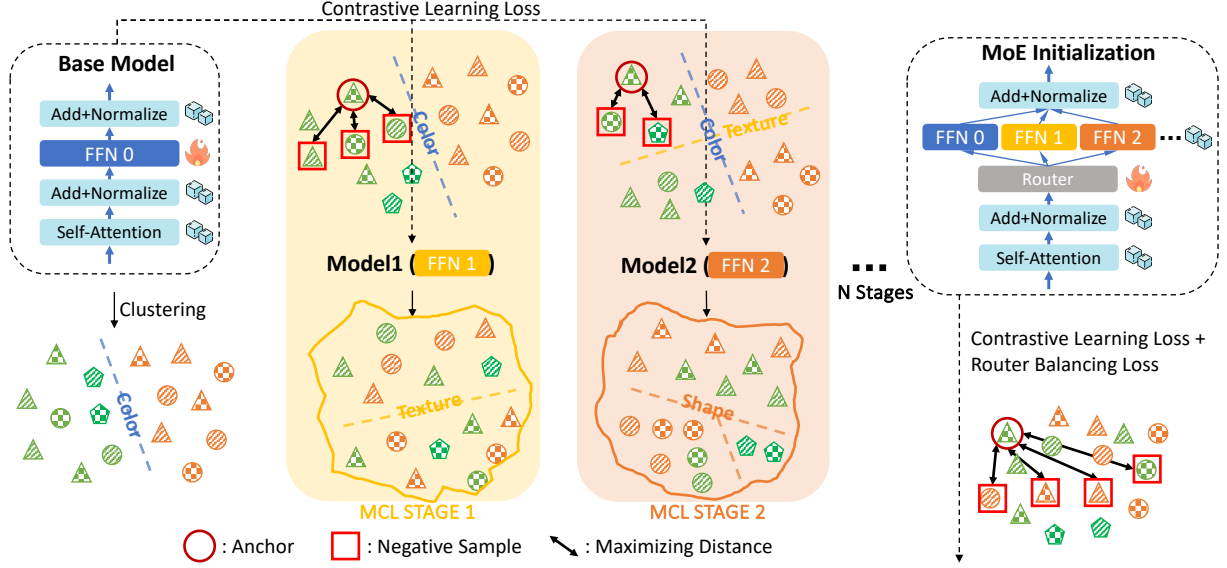 Contrastive Learning Loss
Base Model
Add+Normalize
FFN 0
Add+Normalize
Self-Attention
Clustering
Color
Color
Model1 ( FFN 1 )
Texture
MCL STAGE 1
Color
Texture
Model2 ( FFN 2 )
Shape
MCL STAGE 2
...
N Stages
MoE Initialization
Add+Normalize
FFN 0 FFN 1 FFN 2 ...
Router
Add+Normalize
Self-Attention
Contrastive Learning Loss +
Router Balancing Loss
: Anchor : Negative Sample : Maximizing Distance